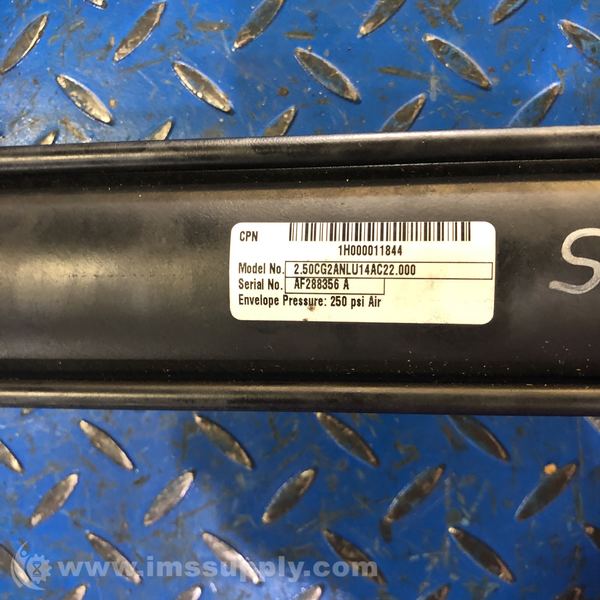 CPN
1H000011844
Model No. 2.50CG2ANLU14AC22.000
Serial No. AF288356 A
Envelope Pressure: 250 psi Air
S
www.imssupply.com